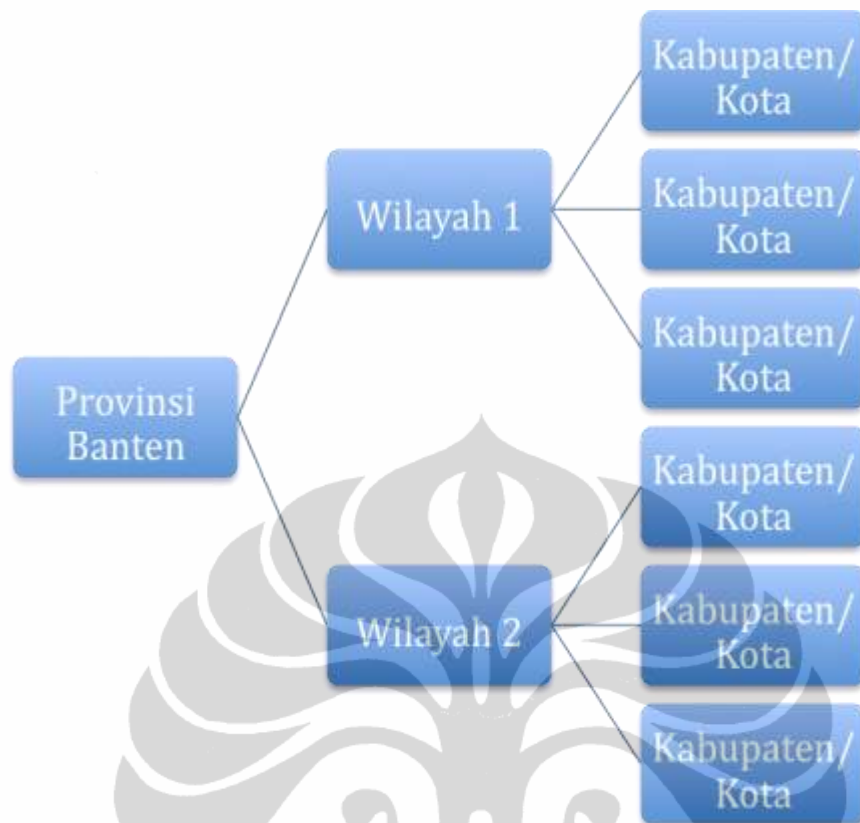 Kabupaten/
Kota
Wilayah 1
Kabupaten/
Kota
Kabupaten/
Kota
Provinsi
Banten
Kabupaten/
Kota
Wilayah 2
Kabupaten/
Kota
Kabupaten/
Kota